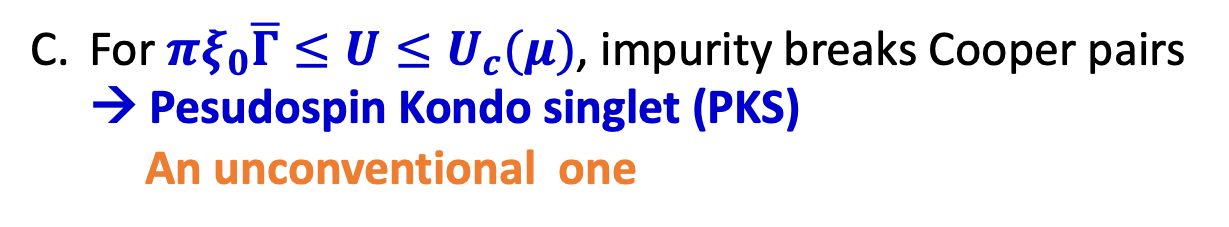 C. For πξ₀Γ̅ ≤ U ≤ U_c(μ), impurity breaks Cooper pairs
→ Pesudospin Kondo singlet (PKS)
An unconventional one